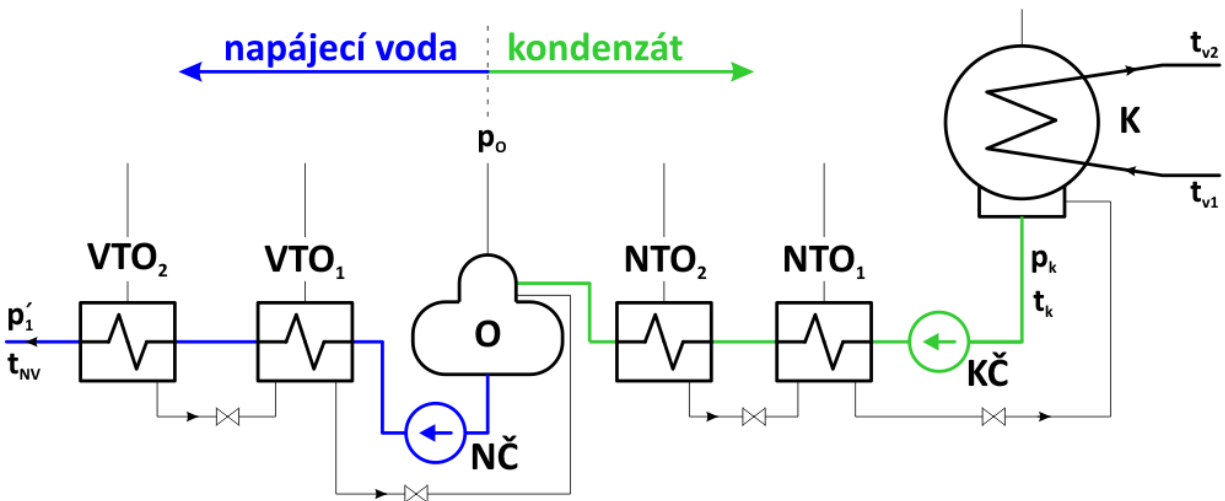 napájecí voda
kondenzát
t_v2
K
p_o
t_v1
VTO₂
VTO₁
NTO₂
NTO₁
p_k
t_k
p'₁
t_NV
O
KČ
NČ